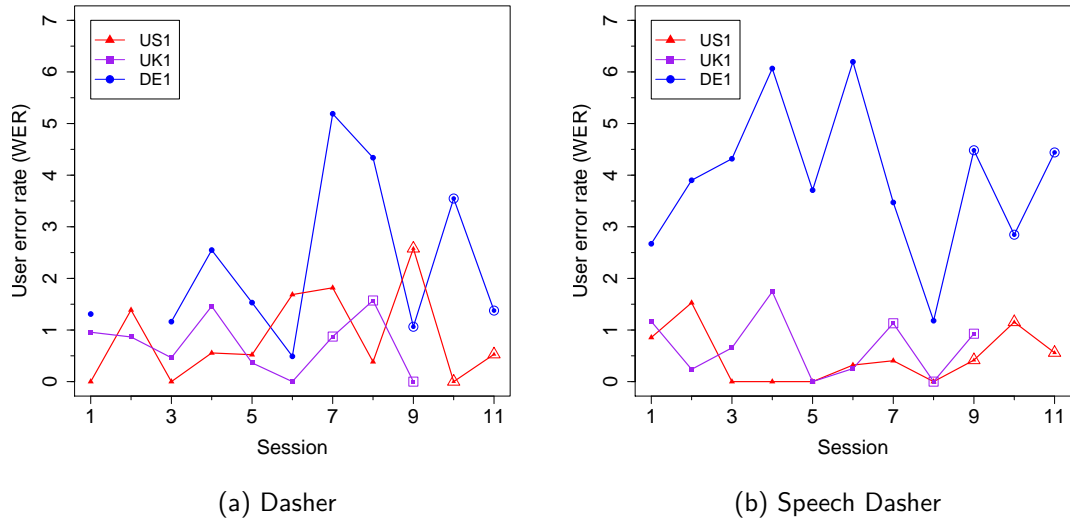 7
6
5
4
3
2
1
0
User error rate (WER)
US1
UK1
DE1
1 3 5 7 9 11
Session
(a) Dasher
7
6
5
4
3
2
1
0
User error rate (WER)
US1
UK1
DE1
1 3 5 7 9 11
Session
(b) Speech Dasher